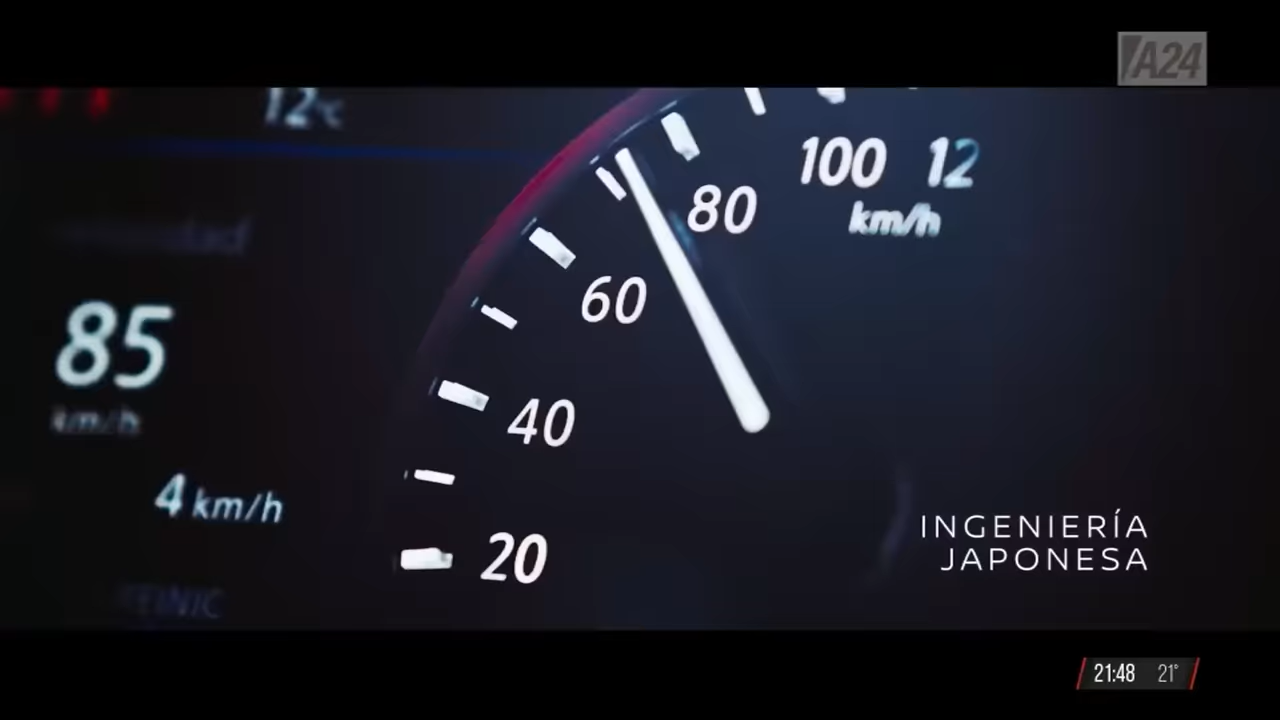 A24
12°C
100 12
km/h
80
60
85
km/h
40
4 km/h
20
INGENIERÍA
JAPONESA
21:48 21°